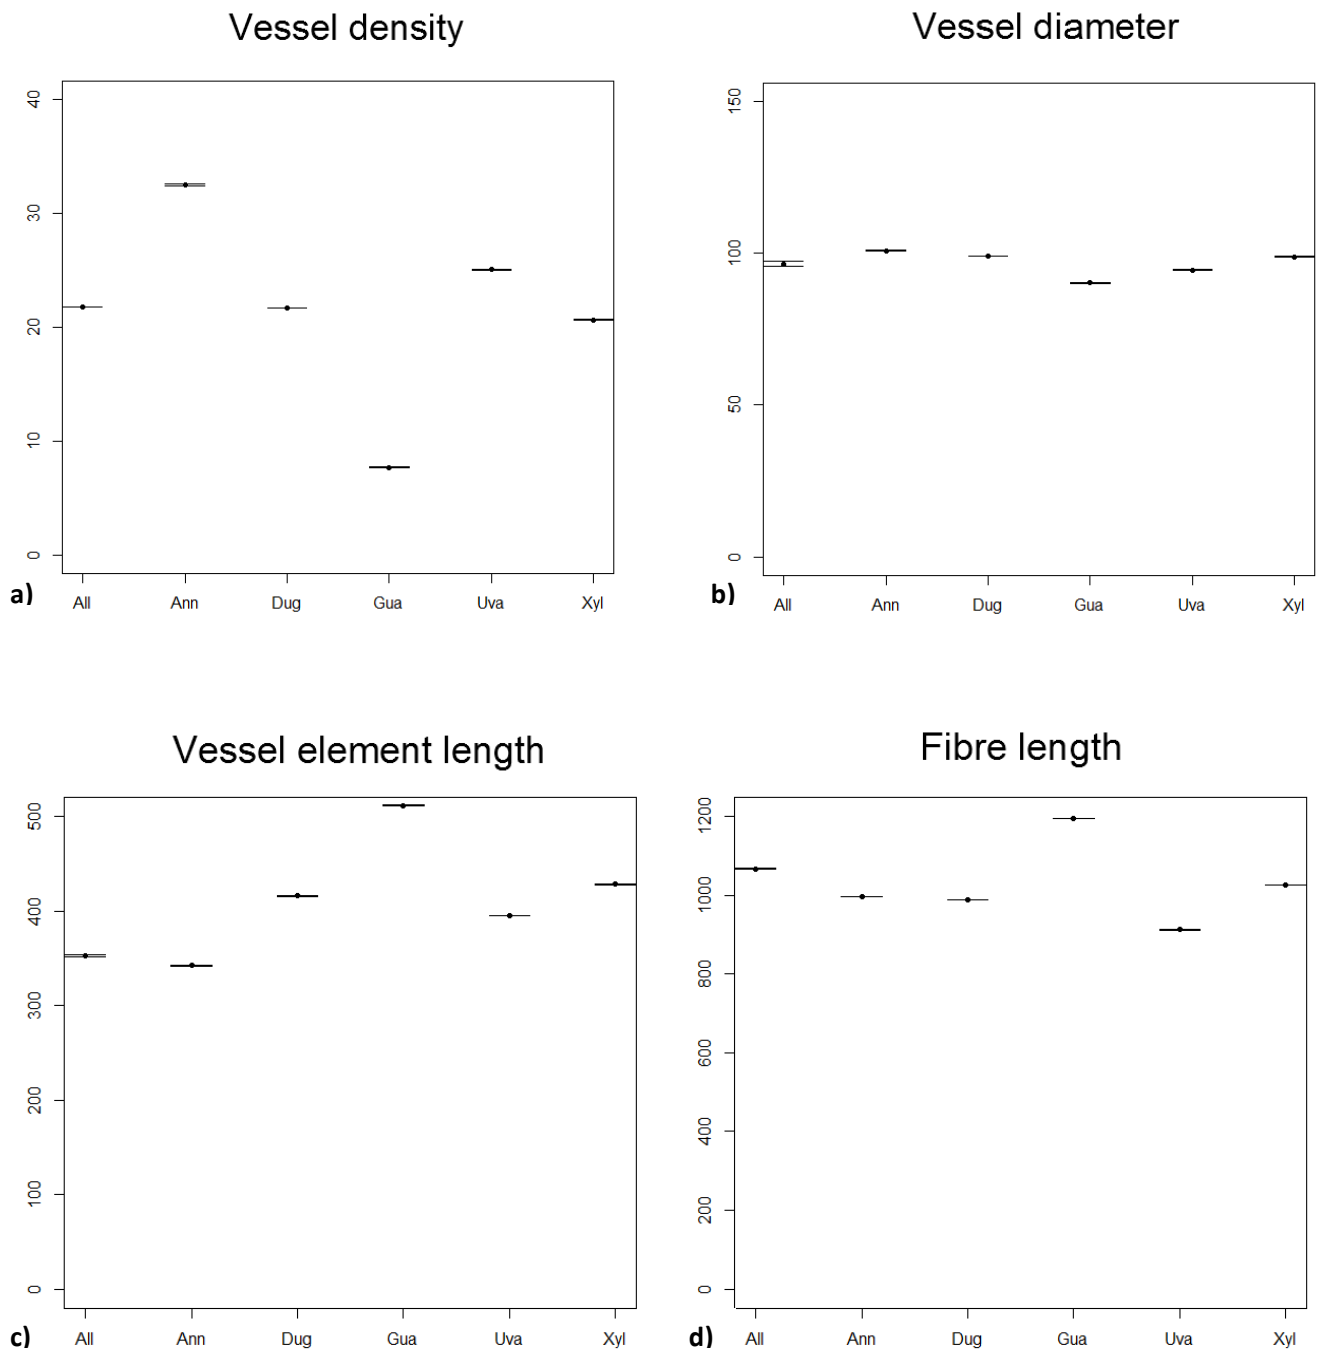 Vessel density
40
30
20
10
0
a)
All Ann Dug Gua Uva Xyl
Vessel diameter
150
100
50
0
b)
All Ann Dug Gua Uva Xyl
Vessel element length
500
400
300
200
100
0
c)
All Ann Dug Gua Uva Xyl
Fibre length
1200
1000
800
600
400
200
0
d)
All Ann Dug Gua Uva Xyl